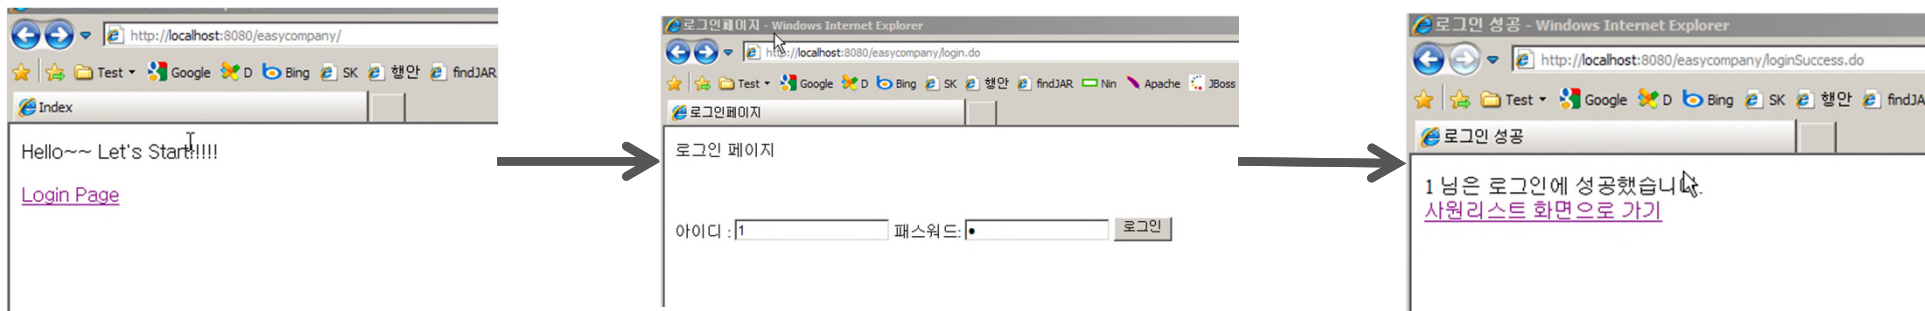 http://localhost:8080/easycompany/
Test Google D Bing SK 행안 findJAR
Index
Hello~~ Let's Start!!!!!
Login Page
로그인페이지 - Windows Internet Explorer
http://localhost:8080/easycompany/login.do
Test Google D Bing SK 행안 findJAR Nin Apache JBoss
로그인페이지
로그인 페이지
아이디 : 1 패스워드: 로그인
로그인 성공 - Windows Internet Explorer
http://localhost:8080/easycompany/loginSuccess.do
Test Google D Bing SK 행안 findJA
로그인 성공
1 님은 로그인에 성공했습니다.
사원리스트 화면으로 가기